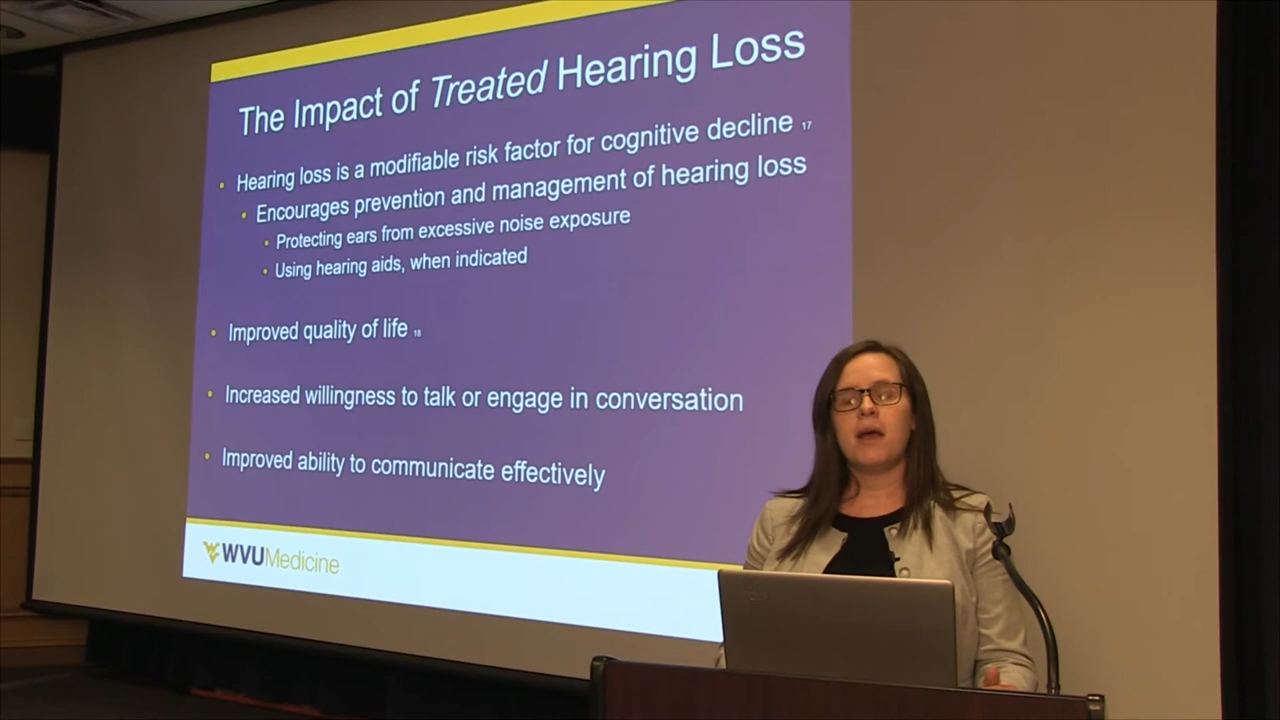 The Impact of Treated Hearing Loss
• Hearing loss is a modifiable risk factor for cognitive decline 17
• Encourages prevention and management of hearing loss
• Protecting ears from excessive noise exposure
• Using hearing aids, when indicated
• Improved quality of life 18
• Increased willingness to talk or engage in conversation
• Improved ability to communicate effectively
WVUMedicine